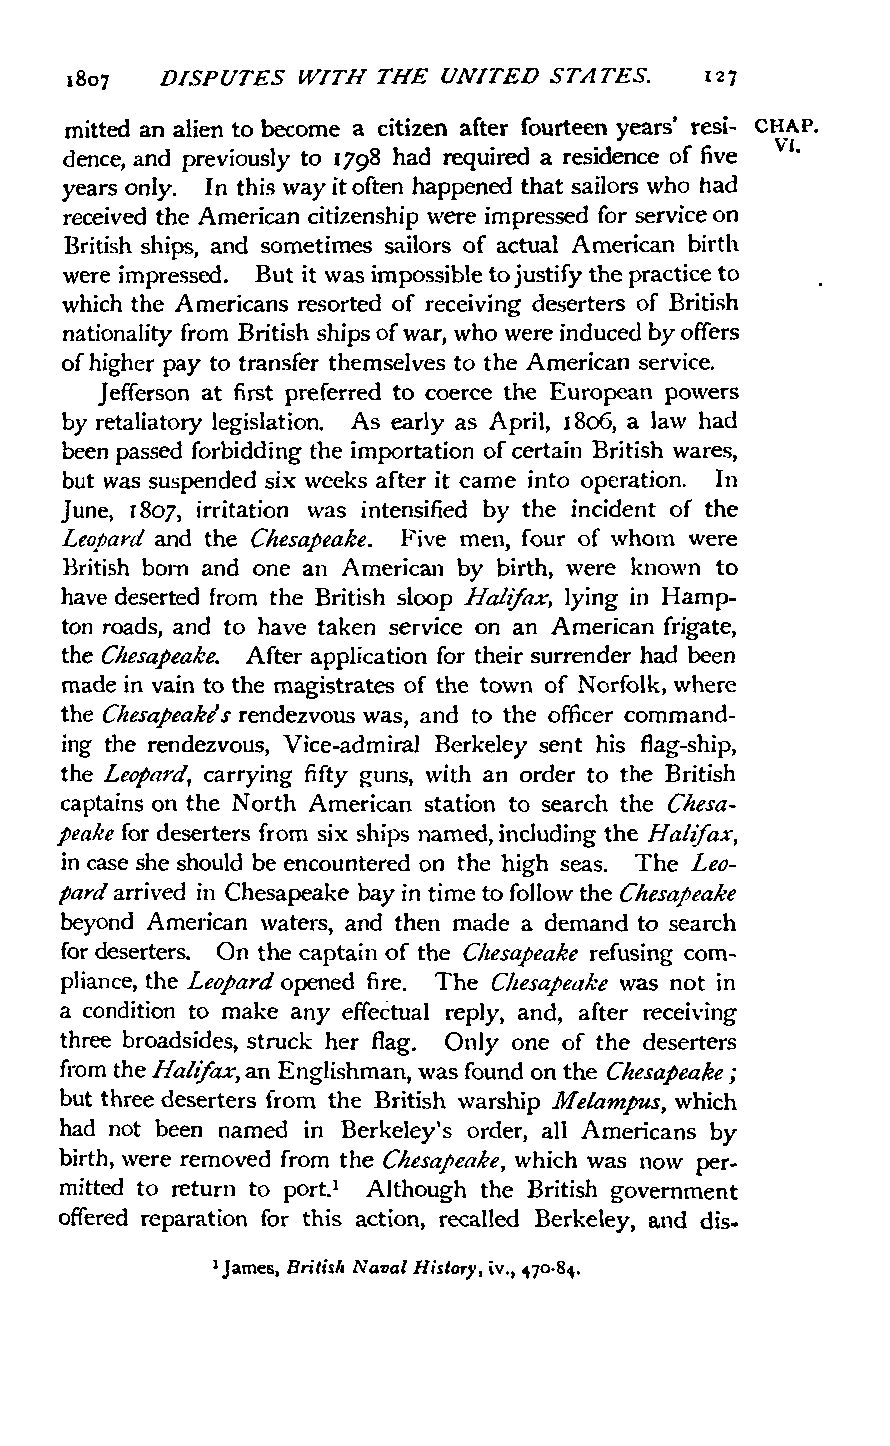 1807 DISPUTES WITH THE UNITED STATES. 127
mitted an alien to become a citizen after fourteen years' resi- CHAP.
dence, and previously to 1798 had required a residence of five VI.
years only. In this way it often happened that sailors who had
received the American citizenship were impressed for service on
British ships, and sometimes sailors of actual American birth
were impressed. But it was impossible to justify the practice to
which the Americans resorted of receiving deserters of British
nationality from British ships of war, who were induced by offers
of higher pay to transfer themselves to the American service.
Jefferson at first preferred to coerce the European powers
by retaliatory legislation. As early as April, 1806, a law had
been passed forbidding the importation of certain British wares,
but was suspended six weeks after it came into operation. In
June, 1807, irritation was intensified by the incident of the
Leopard and the Chesapeake. Five men, four of whom were
British born and one an American by birth, were known to
have deserted from the British sloop Halifax, lying in Hamp-
ton roads, and to have taken service on an American frigate,
the Chesapeake. After application for their surrender had been
made in vain to the magistrates of the town of Norfolk, where
the Chesapeake's rendezvous was, and to the officer command-
ing the rendezvous, Vice-admiral Berkeley sent his flag-ship,
the Leopard, carrying fifty guns, with an order to the British
captains on the North American station to search the Chesa-
peake for deserters from six ships named, including the Halifax,
in case she should be encountered on the high seas. The Leo-
pard arrived in Chesapeake bay in time to follow the Chesapeake
beyond American waters, and then made a demand to search
for deserters. On the captain of the Chesapeake refusing com-
pliance, the Leopard opened fire. The Chesapeake was not in
a condition to make any effectual reply, and, after receiving
three broadsides, struck her flag. Only one of the deserters
from the Halifax, an Englishman, was found on the Chesapeake;
but three deserters from the British warship Melampus, which
had not been named in Berkeley's order, all Americans by
birth, were removed from the Chesapeake, which was now per-
mitted to return to port.¹ Although the British government
offered reparation for this action, recalled Berkeley, and dis-
¹ James, British Naval History, iv., 470-84.